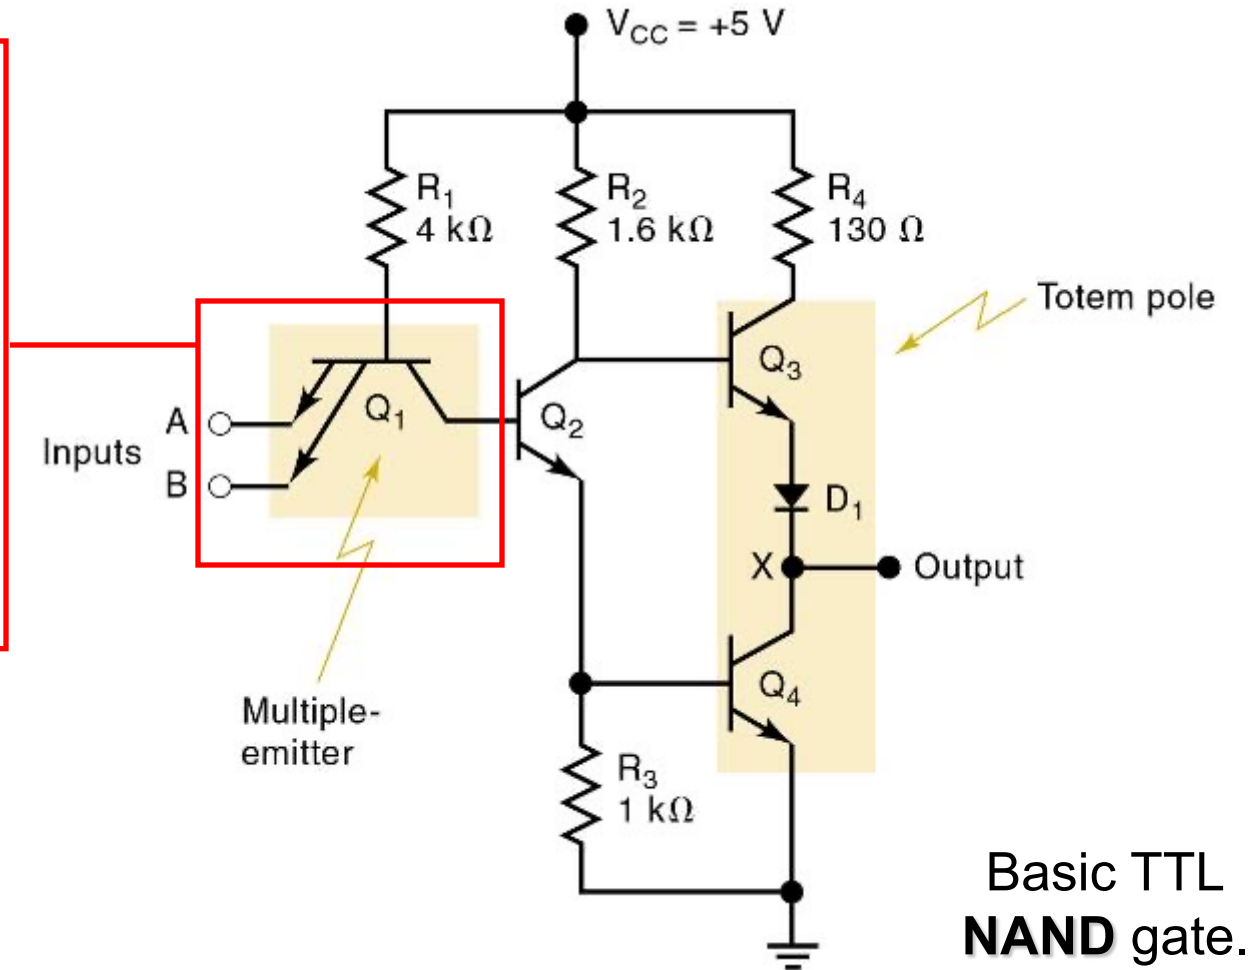 VCC = +5 V
R1
4 kΩ
R2
1.6 kΩ
R4
130 Ω
Totem pole
Q3
A
Q1
Q2
Inputs
B
D1
X
Output
Q4
Multiple-
emitter
R3
1 kΩ
Basic TTL
NAND gate.